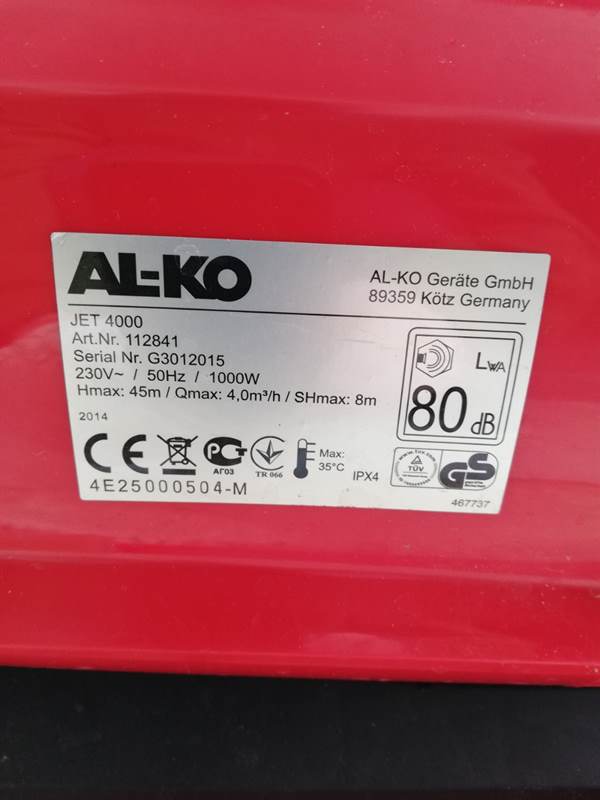 AL-KO
AL-KO Geräte GmbH
89359 Kötz Germany
JET 4000
Art.Nr. 112841
Serial Nr. G3012015
230V~ / 50Hz / 1000W
Hmax: 45m / Qmax: 4,0m³/h / SHmax: 8m
2014
LWA
80 dB
CE
РСТ
АГ03
TR 066
Max:
35°C
IPX4
TÜV
GS
4E25000504-M
467737